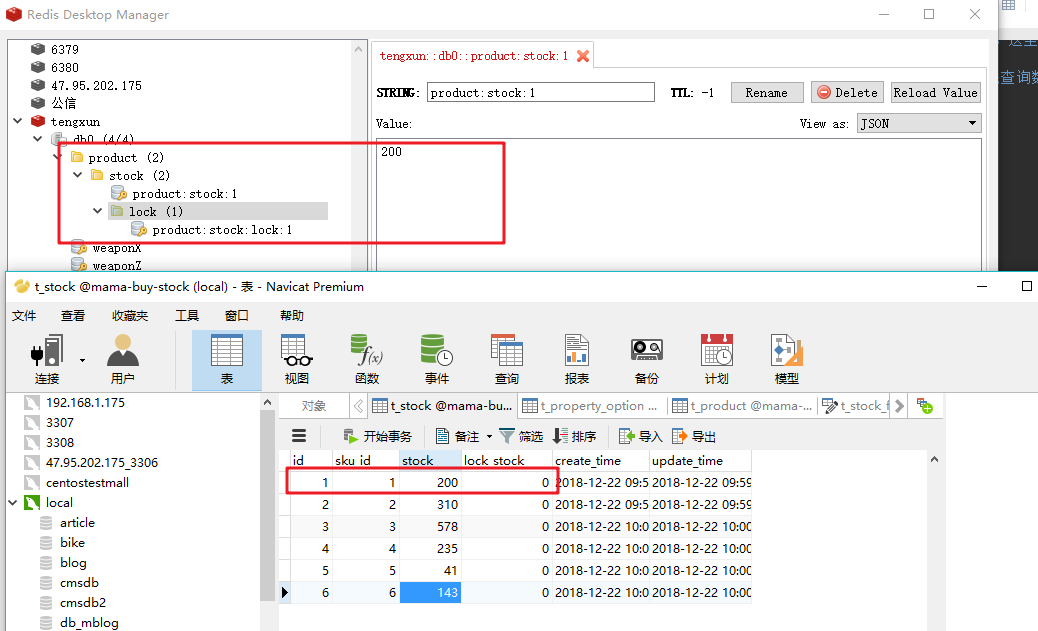 Redis Desktop Manager
6379
6380
47.95.202.175
公信
tengxun
db0 (4/4)
product (2)
stock (2)
product:stock:1
lock (1)
product:stock:lock:1
weaponX
weaponZ
tengxun::db0::product:stock:1
STRING: product:stock:1 TTL: -1 Rename Delete Reload Value
Value: View as: JSON
200
查询数
t_stock @mama-buy-stock (local) - 表 - Navicat Premium
文件 查看 收藏夹 工具 窗口 帮助
连接 用户 表 视图 函数 事件 查询 报表 备份 计划 模型
192.168.1.175
3307
3308
47.95.202.175_3306
centostestmall
local
article
bike
blog
cmsdb
cmsdb2
db_mblog
对象 t_stock @mama-bu... t_property_option ... t_product @mama-... t_stock_f
开始事务 备注 筛选 排序 导入 导出
id sku_id stock lock_stock create_time update_time
1 1 200 0 2018-12-22 09:5 2018-12-22 09:59
2 2 310 0 2018-12-22 09:5 2018-12-22 09:59
3 3 578 0 2018-12-22 10:0 2018-12-22 10:00
4 4 235 0 2018-12-22 10:0 2018-12-22 10:00
5 5 41 0 2018-12-22 10:0 2018-12-22 10:00
6 6 143 0 2018-12-22 10:0 2018-12-22 10:00